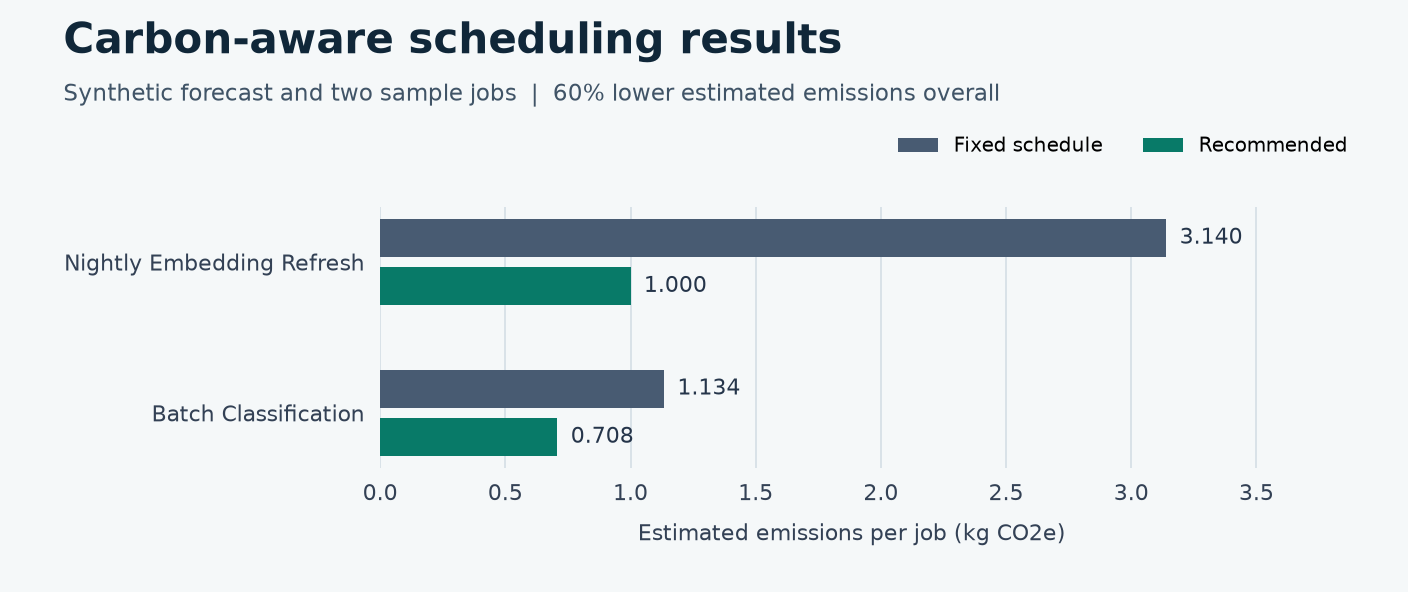 Carbon-aware scheduling results
Synthetic forecast and two sample jobs | 60% lower estimated emissions overall
Fixed schedule Recommended
Nightly Embedding Refresh
3.140
1.000
Batch Classification
1.134
0.708
0.0 0.5 1.0 1.5 2.0 2.5 3.0 3.5
Estimated emissions per job (kg CO2e)